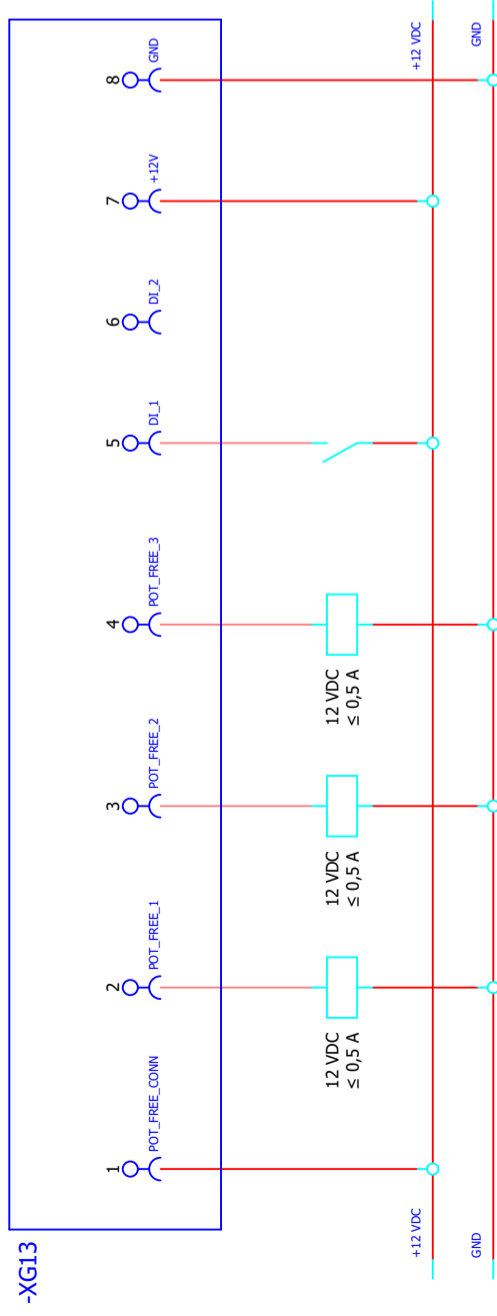 -XG13
1
POT_FREE_CONN
2
POT_FREE_1
3
POT_FREE_2
4
POT_FREE_3
5
DI_1
6
DI_2
7
+12V
8
GND
12 VDC
≤ 0,5 A
12 VDC
≤ 0,5 A
12 VDC
≤ 0,5 A
+12 VDC
+12 VDC
GND
GND